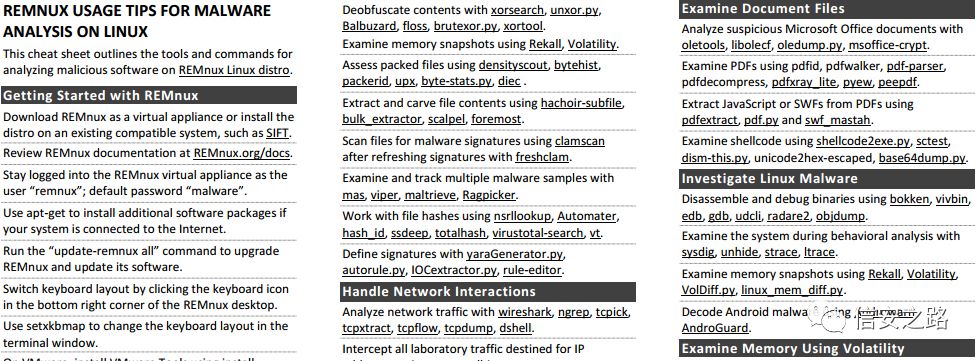 REMNUX USAGE TIPS FOR MALWARE
ANALYSIS ON LINUX
This cheat sheet outlines the tools and commands for
analyzing malicious software on REMnux Linux distro.
Getting Started with REMnux
Download REMnux as a virtual appliance or install the
distro on an existing compatible system, such as SIFT.
Review REMnux documentation at REMnux.org/docs.
Stay logged into the REMnux virtual appliance as the
user “remnux”; default password “malware”.
Use apt-get to install additional software packages if
your system is connected to the Internet.
Run the “update-remnux all” command to upgrade
REMnux and update its software.
Switch keyboard layout by clicking the keyboard icon
in the bottom right corner of the REMnux desktop.
Use setxkbmap to change the keyboard layout in the
terminal window.
Deobfuscate contents with xorsearch, unxor.py,
Balbuzard, floss, brutexor.py, xortool.
Examine memory snapshots using Rekall, Volatility.
Assess packed files using densityscout, bytehist,
packerid, upx, byte-stats.py, diec .
Extract and carve file contents using hachoir-subfile,
bulk_extractor, scalpel, foremost.
Scan files for malware signatures using clamscan
after refreshing signatures with freshclam.
Examine and track multiple malware samples with
mas, viper, maltrieve, Ragpicker.
Work with file hashes using nsrllookup, Automater,
hash_id, ssdeep, totalhash, virustotal-search, vt.
Define signatures with yaraGenerator.py,
autorule.py, IOCextractor.py, rule-editor.
Handle Network Interactions
Analyze network traffic with wireshark, ngrep, tcpick,
tcpxtract, tcpflow, tcpdump, dshell.
Intercept all laboratory traffic destined for IP
Examine Document Files
Analyze suspicious Microsoft Office documents with
oletools, libolecf, oledump.py, msoffice-crypt.
Examine PDFs using pdfid, pdfwalker, pdf-parser,
pdfdecompress, pdfxray_lite, pyew, peepdf.
Extract JavaScript or SWFs from PDFs using
pdfextract, pdf.py and swf_mastah.
Examine shellcode using shellcode2exe.py, sctest,
dism-this.py, unicode2hex-escaped, base64dump.py.
Investigate Linux Malware
Disassemble and debug binaries using bokken, vivbin,
edb, gdb, udcli, radare2, objdump.
Examine the system during behavioral analysis with
sysdig, unhide, strace, ltrace.
Examine memory snapshots using Rekall, Volatility,
VolDiff.py, linux_mem_diff.py.
Decode Android malware
AndroGuard.
信安之路
Examine Memory Using Volatility